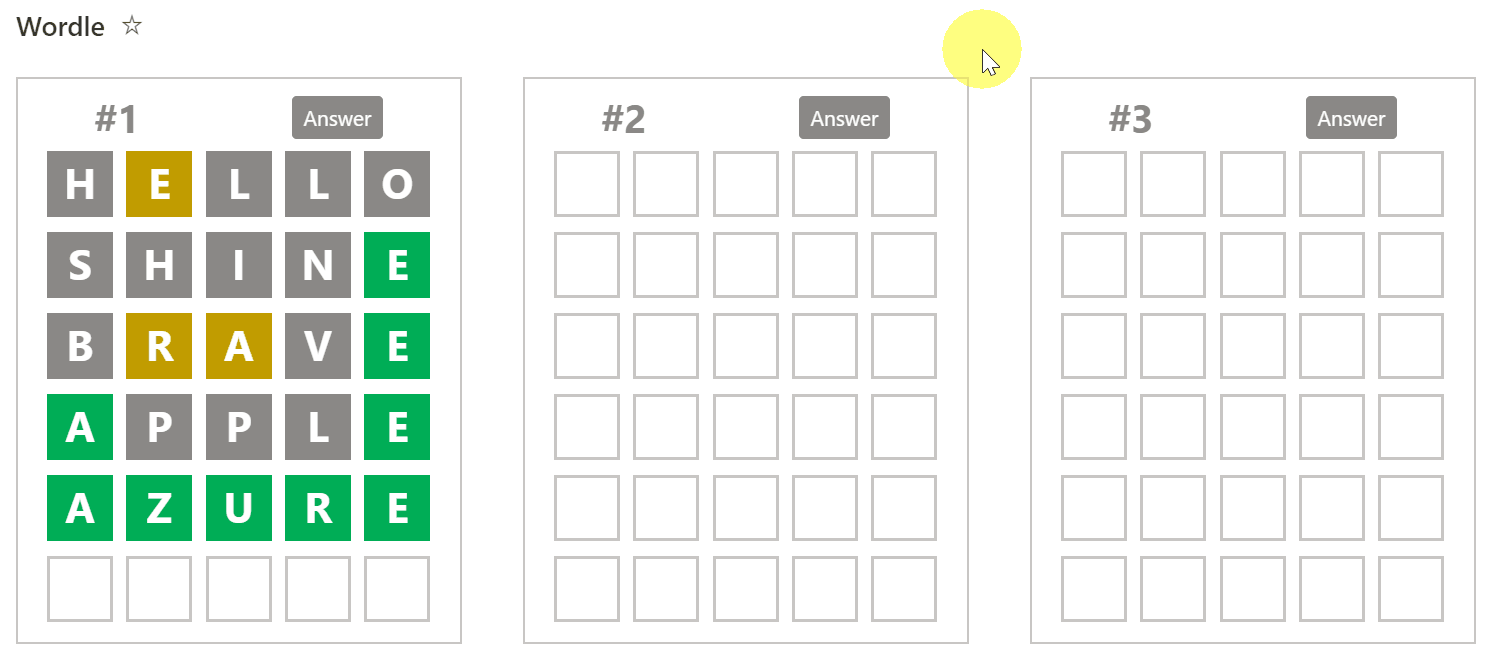 Wordle ☆
#1 Answer
#2 Answer
#3 Answer
H E L L O
S H I N E
B R A V E
A P P L E
A Z U R E